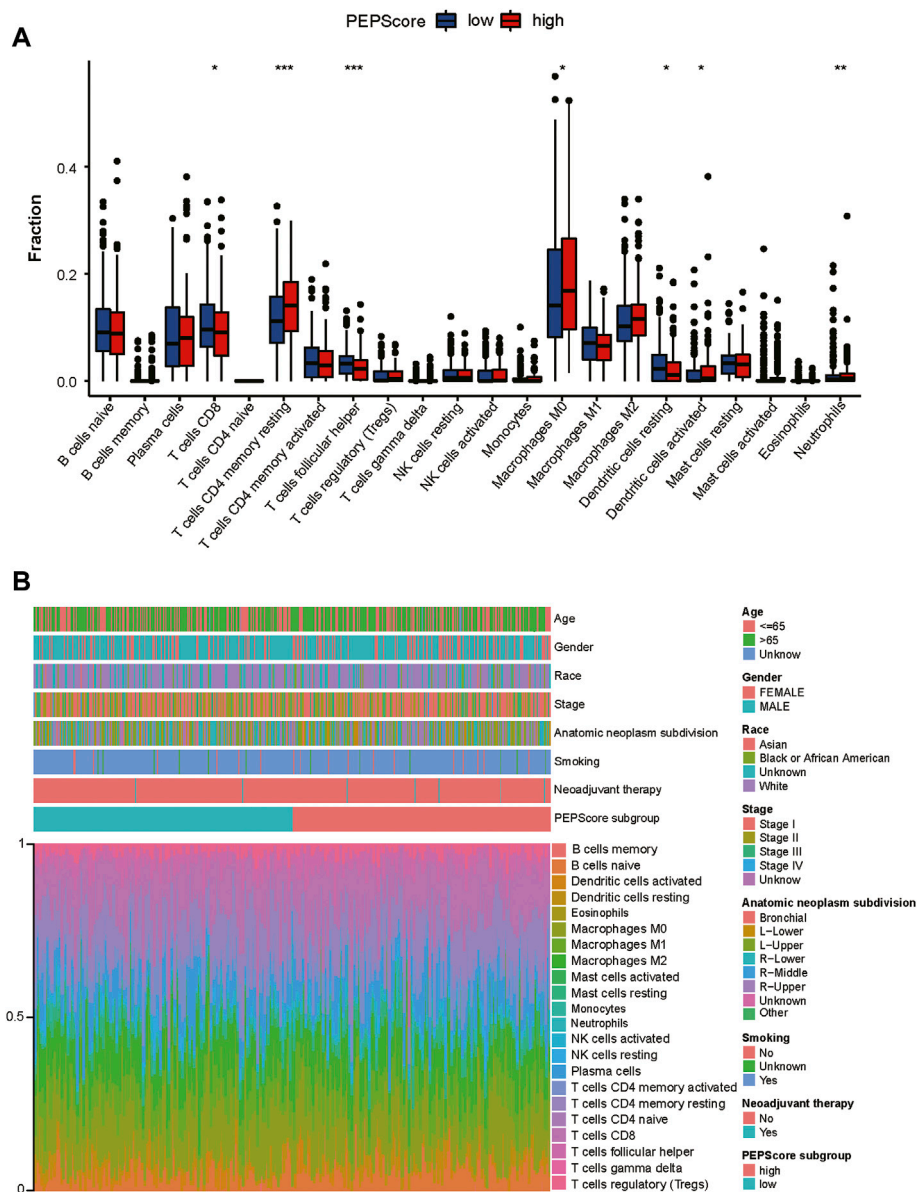 PEPScore low high
A
* *** *** * * * **
Fraction
0.4
0.2
0.0
B cells naive
B cells memory
Plasma cells
T cells CD8
T cells CD4 naive
T cells CD4 memory resting
T cells CD4 memory activated
T cells follicular helper
T cells regulatory (Tregs)
T cells gamma delta
NK cells resting
NK cells activated
Monocytes
Macrophages M0
Macrophages M1
Macrophages M2
Dendritic cells resting
Dendritic cells activated
Mast cells resting
Mast cells activated
Eosinophils
Neutrophils
B
Age
Gender
Race
Stage
Anatomic neoplasm subdivision
Smoking
Neoadjuvant therapy
PEPScore subgroup
1
0.5
0
B cells memory
B cells naive
Dendritic cells activated
Dendritic cells resting
Eosinophils
Macrophages M0
Macrophages M1
Macrophages M2
Mast cells activated
Mast cells resting
Monocytes
Neutrophils
NK cells activated
NK cells resting
Plasma cells
T cells CD4 memory activated
T cells CD4 memory resting
T cells CD4 naive
T cells CD8
T cells follicular helper
T cells gamma delta
T cells regulatory (Tregs)
Age
<=65
>65
Unknow
Gender
FEMALE
MALE
Race
Asian
Black or African American
Unknown
White
Stage
Stage I
Stage II
Stage III
Stage IV
Unknow
Anatomic neoplasm subdivision
Bronchial
L−Lower
L−Upper
R−Lower
R−Middle
R−Upper
Unknown
Other
Smoking
No
Unknown
Yes
Neoadjuvant therapy
No
Yes
PEPScore subgroup
high
low